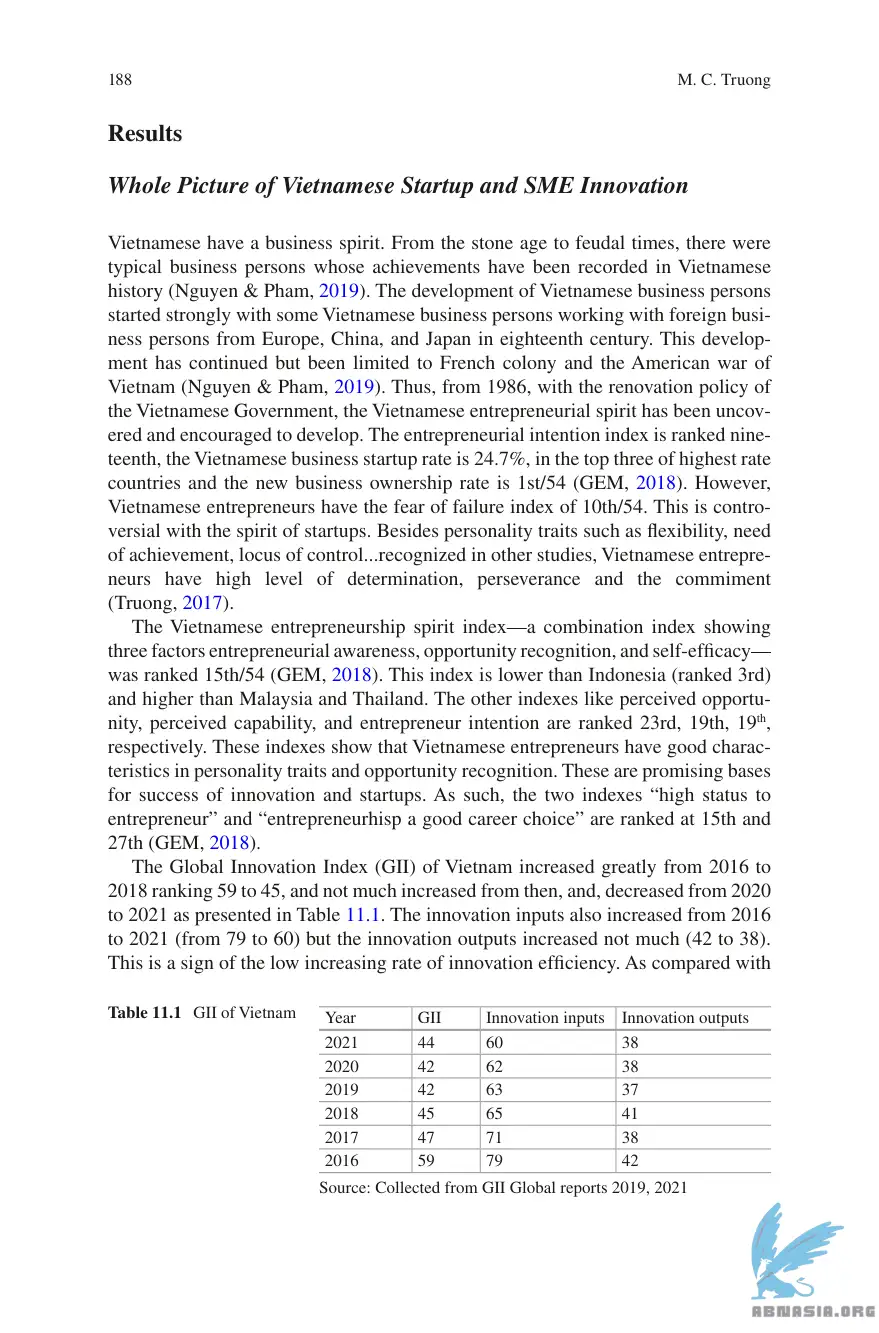 188 M. C. Truong
Results
Whole Picture of Vietnamese Startup and SME Innovation
Vietnamese have a business spirit. From the stone age to feudal times, there were
typical business persons whose achievements have been recorded in Vietnamese
history (Nguyen & Pham, 2019). The development of Vietnamese business persons
started strongly with some Vietnamese business persons working with foreign busi-
ness persons from Europe, China, and Japan in eighteenth century. This develop-
ment has continued but been limited to French colony and the American war of
Vietnam (Nguyen & Pham, 2019). Thus, from 1986, with the renovation policy of
the Vietnamese Government, the Vietnamese entrepreneurial spirit has been uncov-
ered and encouraged to develop. The entrepreneurial intention index is ranked nine-
teenth, the Vietnamese business startup rate is 24.7%, in the top three of highest rate
countries and the new business ownership rate is 1st/54 (GEM, 2018). However,
Vietnamese entrepreneurs have the fear of failure index of 10th/54. This is contro-
versial with the spirit of startups. Besides personality traits such as flexibility, need
of achievement, locus of control...recognized in other studies, Vietnamese entrepre-
neurs have high level of determination, perseverance and the commiment
(Truong, 2017).
The Vietnamese entrepreneurship spirit index—a combination index showing
three factors entrepreneurial awareness, opportunity recognition, and self-efficacy—
was ranked 15th/54 (GEM, 2018). This index is lower than Indonesia (ranked 3rd)
and higher than Malaysia and Thailand. The other indexes like perceived opportu-
nity, perceived capability, and entrepreneur intention are ranked 23rd, 19th, 19th,
respectively. These indexes show that Vietnamese entrepreneurs have good charac-
teristics in personality traits and opportunity recognition. These are promising bases
for success of innovation and startups. As such, the two indexes “high status to
entrepreneur” and “entrepreneurhisp a good career choice” are ranked at 15th and
27th (GEM, 2018).
The Global Innovation Index (GII) of Vietnam increased greatly from 2016 to
2018 ranking 59 to 45, and not much increased from then, and, decreased from 2020
to 2021 as presented in Table 11.1. The innovation inputs also increased from 2016
to 2021 (from 79 to 60) but the innovation outputs increased not much (42 to 38).
This is a sign of the low increasing rate of innovation efficiency. As compared with
Table 11.1 GII of Vietnam
Year GII Innovation inputs Innovation outputs
2021 44 60 38
2020 42 62 38
2019 42 63 37
2018 45 65 41
2017 47 71 38
2016 59 79 42
Source: Collected from GII Global reports 2019, 2021
ABNASIA.ORG